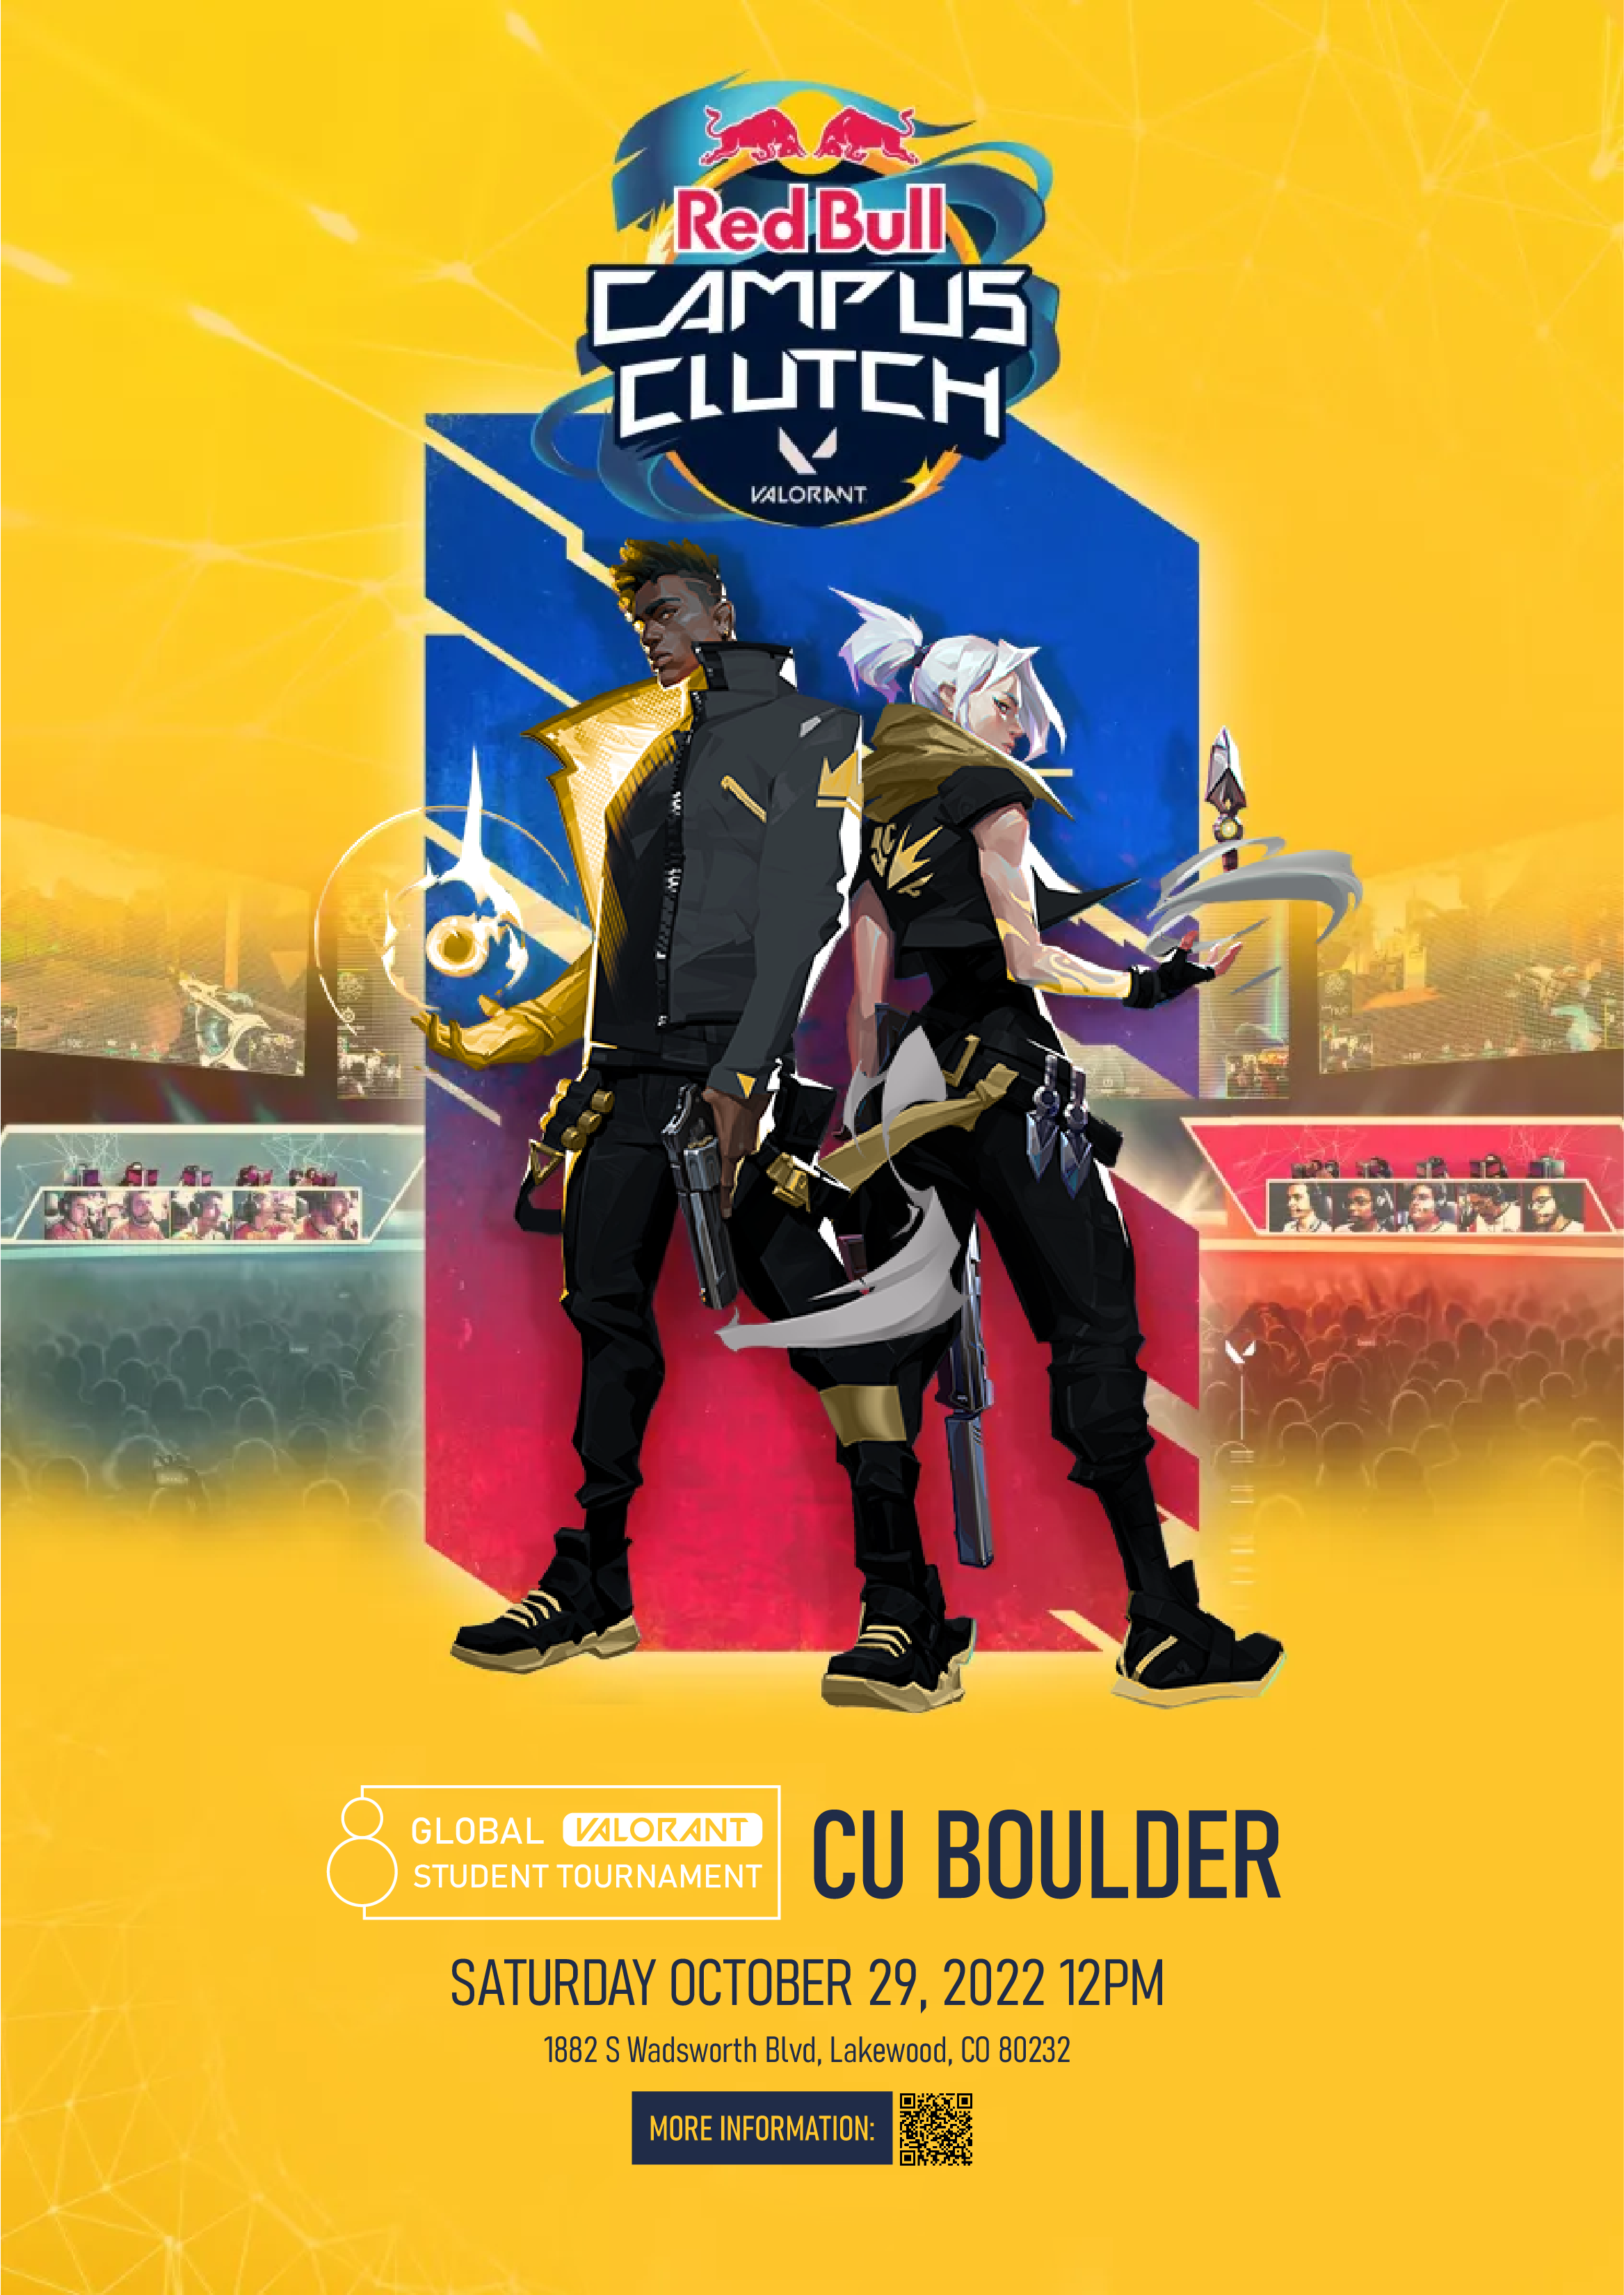 Red Bull
CAMPUS
CLUTCH
VALORANT
GLOBAL VALORANT
STUDENT TOURNAMENT
CU BOULDER
SATURDAY OCTOBER 29, 2022 12PM
1882 S Wadsworth Blvd, Lakewood, CO 80232
MORE INFORMATION: